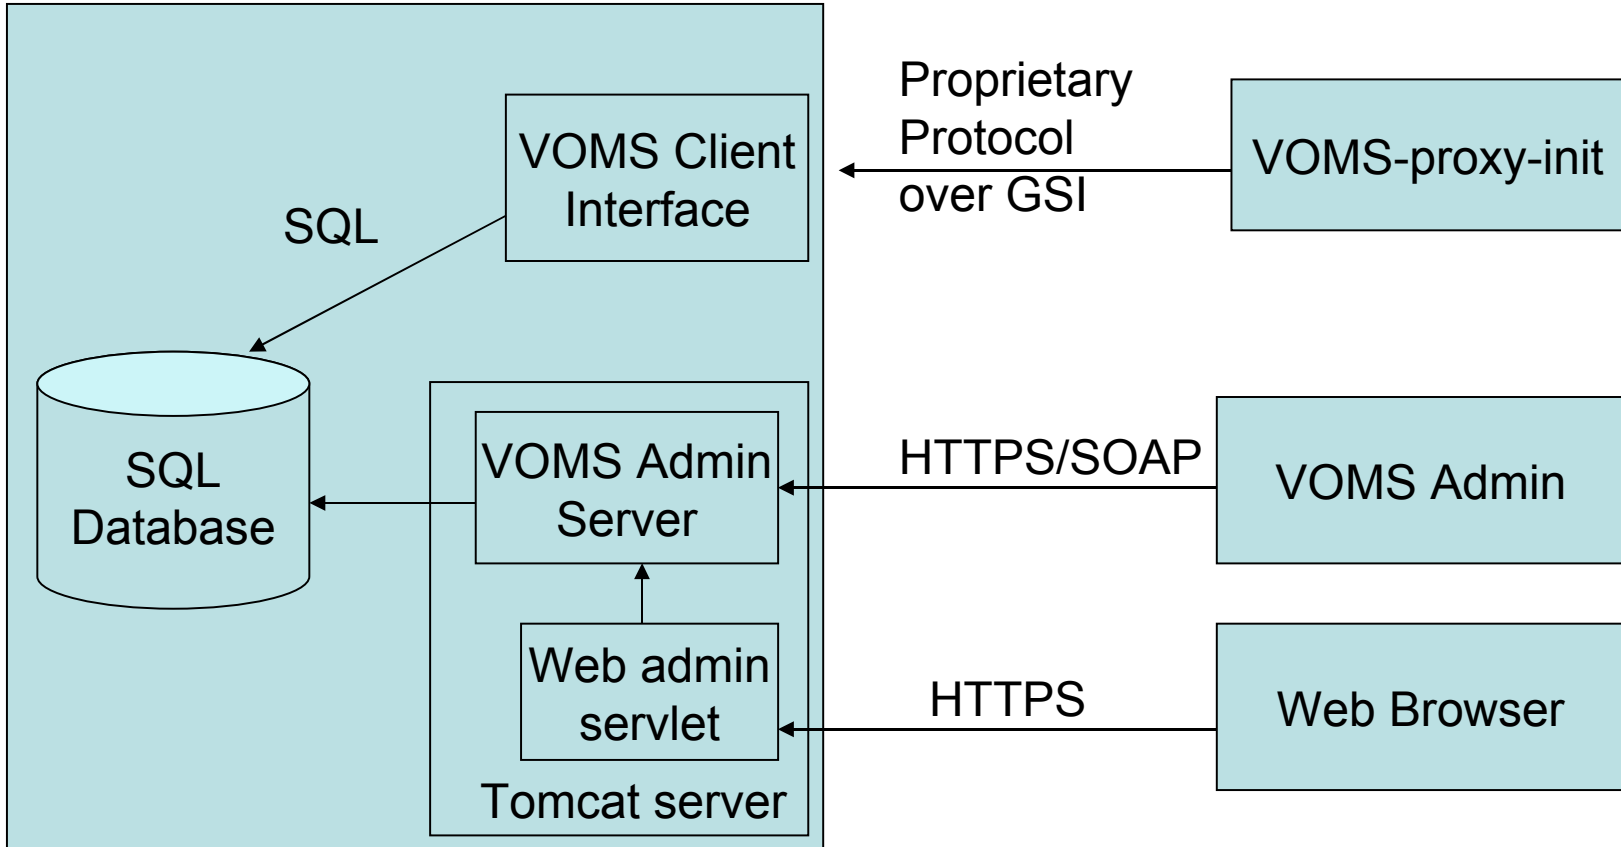 Proprietary
Protocol
over GSI
VOMS-proxy-init
VOMS Client
Interface
SQL
SQL
Database
VOMS Admin
Server
HTTPS/SOAP
VOMS Admin
Web admin
servlet
HTTPS
Web Browser
Tomcat server